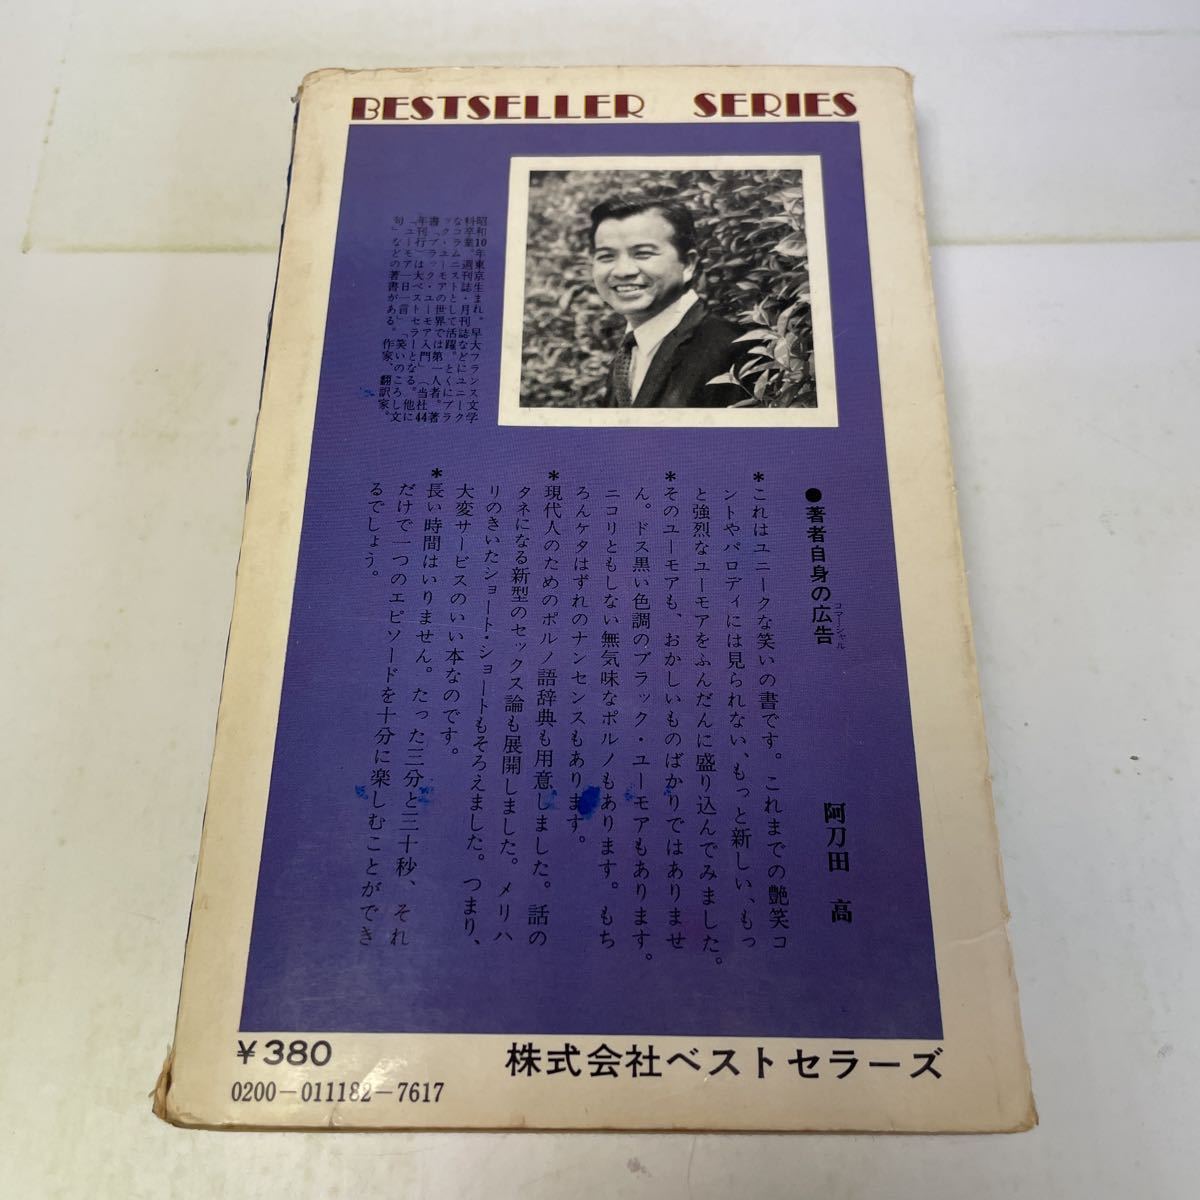 BESTSELLER SERIES
昭和10年東京生まれ。早大フランス文学
科卒業。週刊誌・月刊誌などにユニーク
なコラムニストとして活躍。とくにブラ
ック・ユーモアの世界では第一人者。著
書「ブラック・ユーモア入門」（当社44
年刊行）は大ベストセラーとなる。他に
「ユーモア一日一言」「笑いのころし文
句」などの著書がある。作家、翻訳家。
●著者自身の広告
コマーシャル
阿刀田 高
*これはユニークな笑いの書です。これまでの艶笑コ
ントやパロディには見られない、もっと新しい、もっ
と強烈なユーモアをふんだんに盛り込んでみました。
*そのユーモアも、おかしいものばかりではありませ
ん。ドス黒い色調のブラック・ユーモアもあります。
ニコリともしない無気味なポルノもあります。もち
ろんケタはずれのナンセンスもあります。
*現代人のためのポルノ語辞典も用意しました。話の
タネになる新型のセックス論も展開しました。メリハ
リのきいたショート・ショートもそろえました。つまり、
大変サービスのいい本なのです。
*長い時間はいりません。たった三分と三十秒、それ
だけで一つのエピソードを十分に楽しむことができ
るでしょう。
￥380
株式会社ベストセラーズ
0200-011182-7617